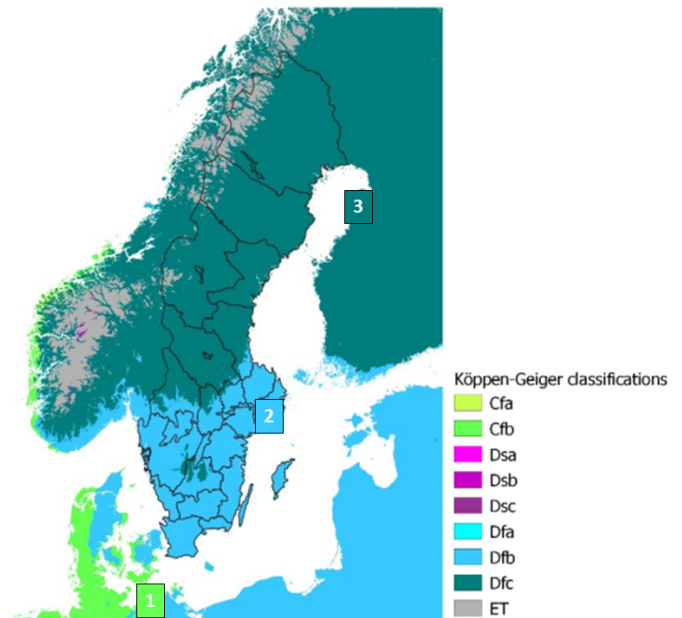 3
2
1
Köppen-Geiger classifications
Cfa
Cfb
Dsa
Dsb
Dsc
Dfa
Dfb
Dfc
ET